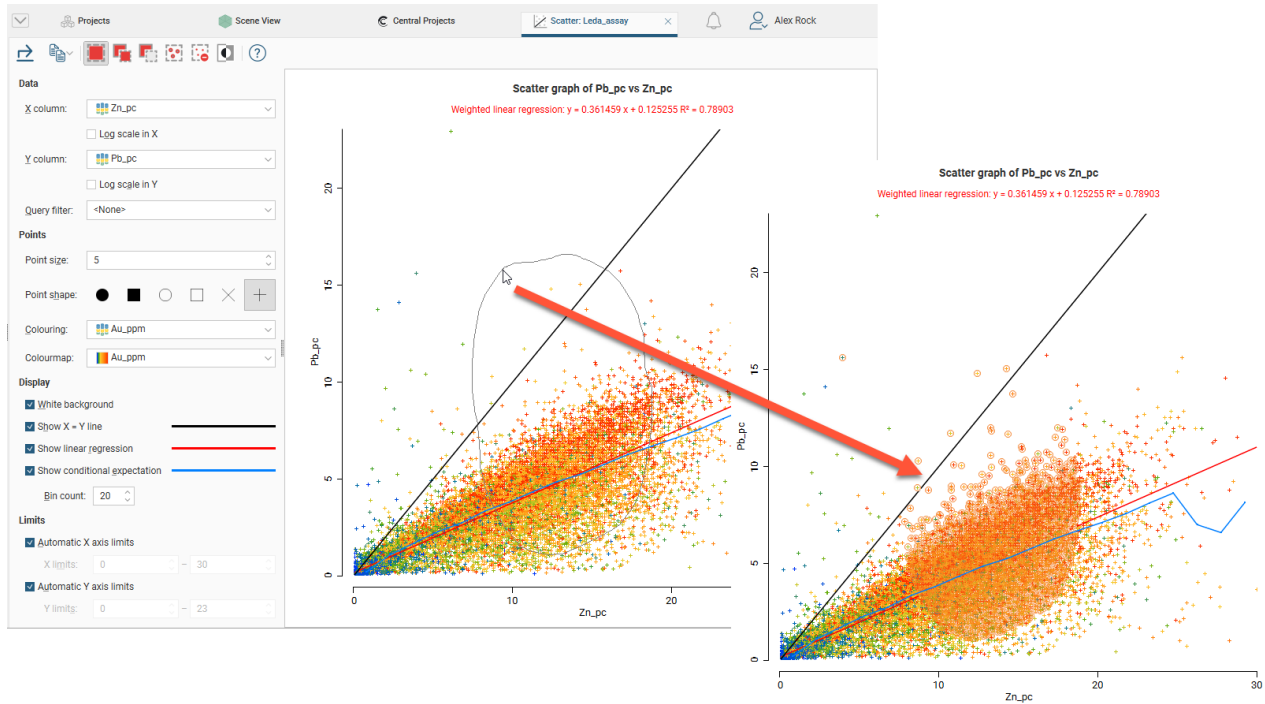 Projects
Scene View
Central Projects
Scatter: Leda_assay
Alex Rock
Data
X column: Zn_pc
Log scale in X
Y column: Pb_pc
Log scale in Y
Query filter: <None>
Points
Point size: 5
Point shape:
Colouring: Au_ppm
Colourmap: Au_ppm
Display
White background
Show X = Y line
Show linear regression
Show conditional expectation
Bin count: 20
Limits
Automatic X axis limits
X limits: 0 – 30
Automatic Y axis limits
Y limits: 0 – 23
Scatter graph of Pb_pc vs Zn_pc
Weighted linear regression: y = 0.361459 x + 0.125255 R² = 0.78903
20
15
Pb_pc
10
5
0
0 10 20
Zn_pc
Scatter graph of Pb_pc vs Zn_pc
Weighted linear regression: y = 0.361459 x + 0.125255 R² = 0.78903
20
15
Pb_pc
10
5
0
0 10 20 30
Zn_pc